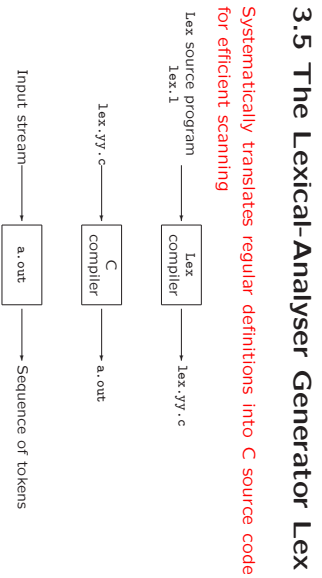 3.5 The Lexical-Analyser Generator Lex
Systematically translates regular definitions into C source code
for efficient scanning
Lex source program
lex.l
Lex
compiler
lex.yy.c
lex.yy.c
C
compiler
a.out
Input stream
a.out
Sequence of tokens